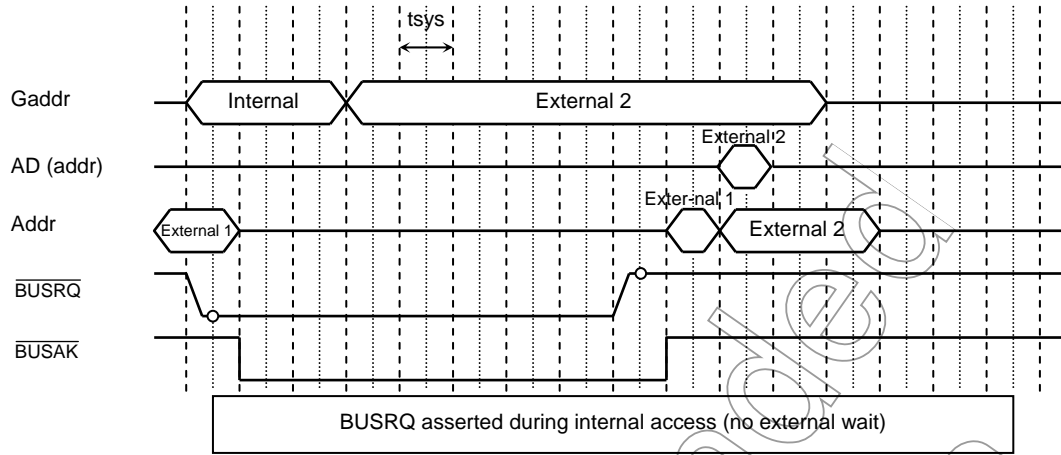 tsys
Gaddr
Internal
External 2
External 2
AD (addr)
Exter-nal 1
Addr
External 1
External 2
BUSRQ
BUSAK
BUSRQ asserted during internal access (no external wait)